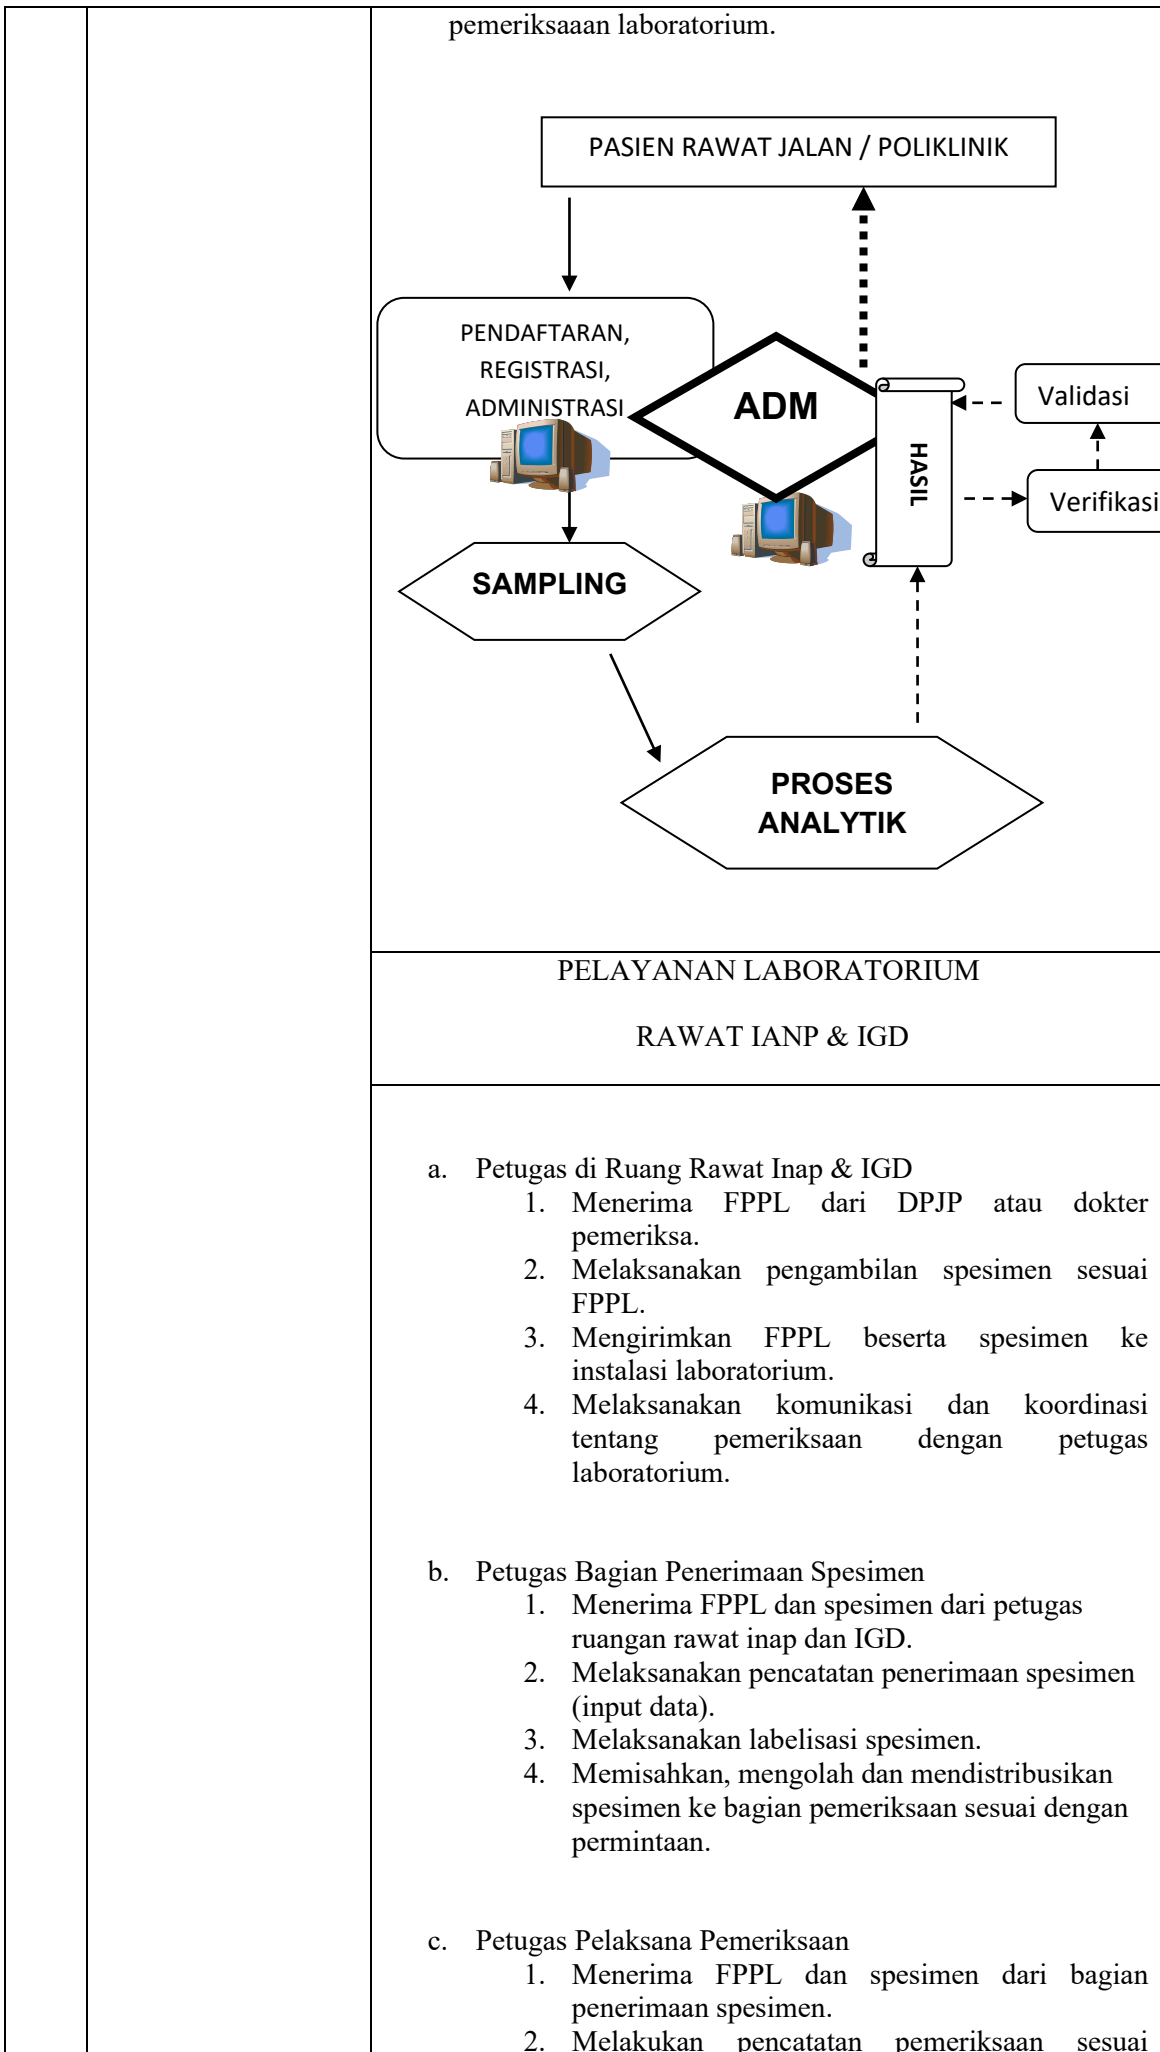 pemeriksaaan laboratorium.
PASIEN RAWAT JALAN / POLIKLINIK
PENDAFTARAN,
REGISTRASI,
ADMINISTRASI
ADM
HASIL
Validasi
Verifikasi
SAMPLING
PROSES
ANALYTIK
PELAYANAN LABORATORIUM
RAWAT IANP & IGD
a. Petugas di Ruang Rawat Inap & IGD
1. Menerima FPPL dari DPJP atau dokter
pemeriksa.
2. Melaksanakan pengambilan spesimen sesuai
FPPL.
3. Mengirimkan FPPL beserta spesimen ke
instalasi laboratorium.
4. Melaksanakan komunikasi dan koordinasi
tentang pemeriksaan dengan petugas
laboratorium.
b. Petugas Bagian Penerimaan Spesimen
1. Menerima FPPL dan spesimen dari petugas
ruangan rawat inap dan IGD.
2. Melaksanakan pencatatan penerimaan spesimen
(input data).
3. Melaksanakan labelisasi spesimen.
4. Memisahkan, mengolah dan mendistribusikan
spesimen ke bagian pemeriksaan sesuai dengan
permintaan.
c. Petugas Pelaksana Pemeriksaan
1. Menerima FPPL dan spesimen dari bagian
penerimaan spesimen.
2. Melakukan pencatatan pemeriksaan sesuai